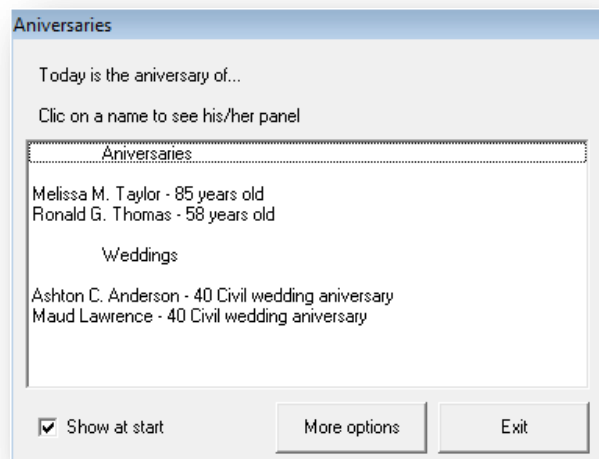 Aniversaries
Today is the aniversary of...
Clic on a name to see his/her panel
Aniversaries
Melissa M. Taylor - 85 years old
Ronald G. Thomas - 58 years old
Weddings
Ashton C. Anderson - 40 Civil wedding aniversary
Maud Lawrence - 40 Civil wedding aniversary
Show at start
More options
Exit